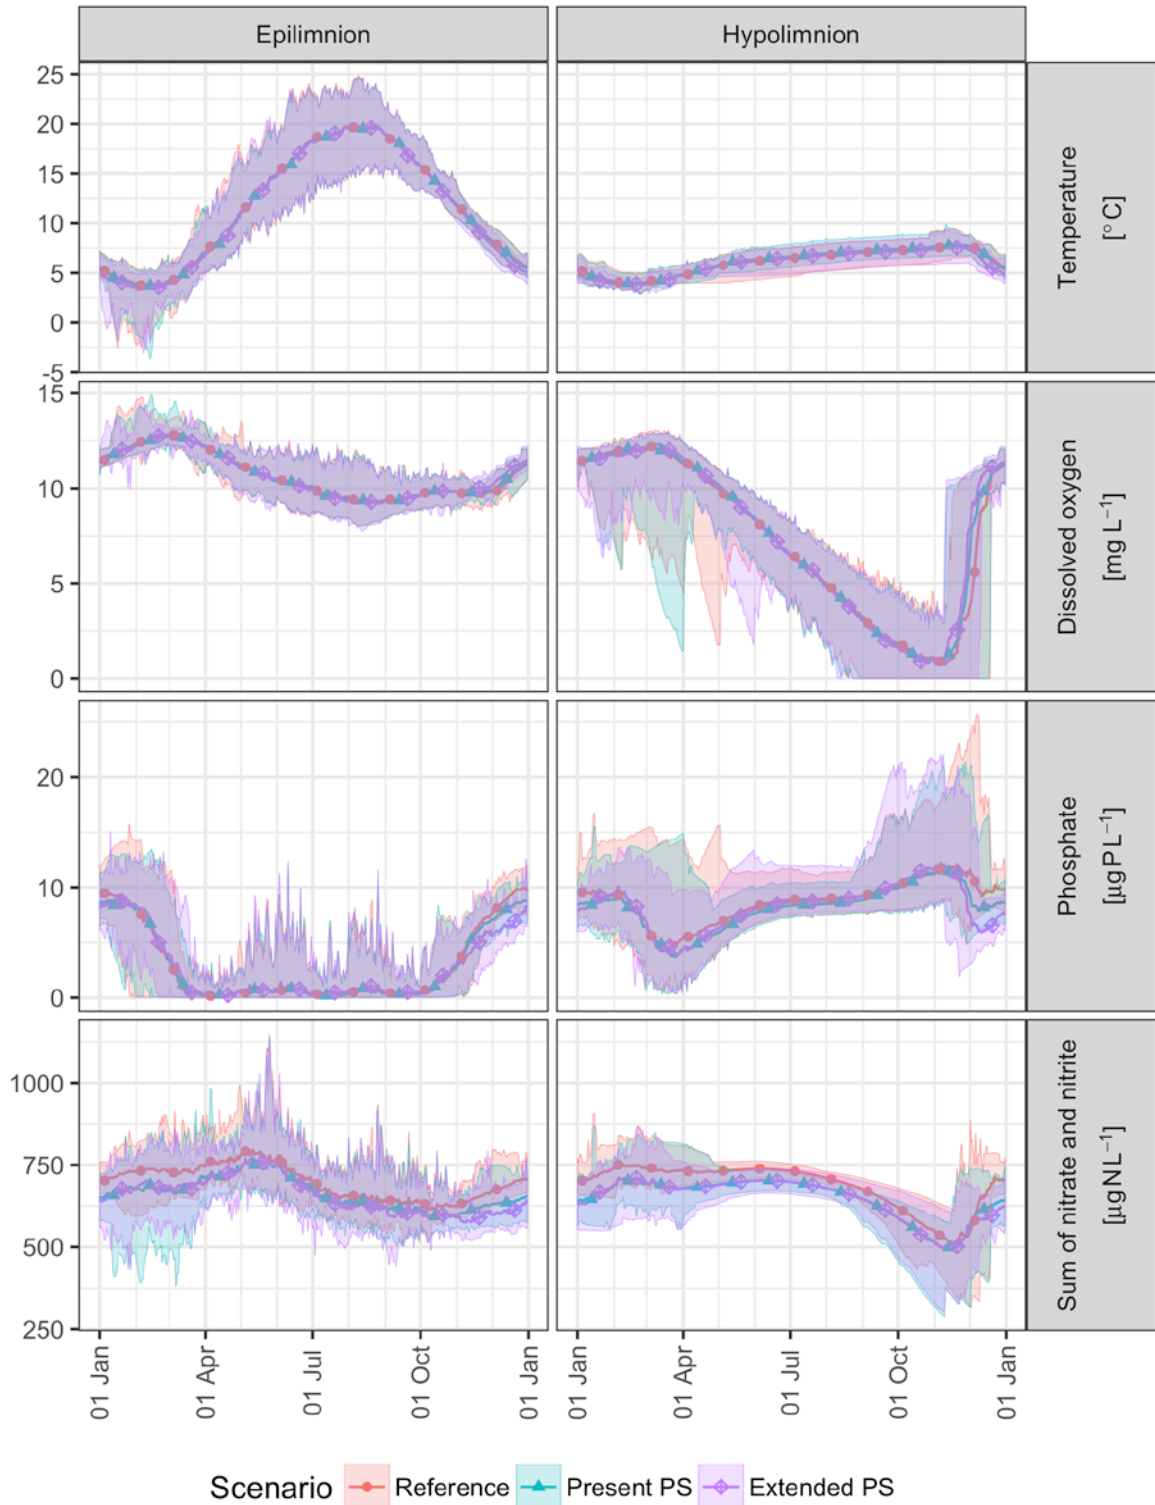 Epilimnion
Hypolimnion
25
20
15
10
5
0
-5
Temperature
[°C]
15
10
5
0
Dissolved oxygen
[mg L⁻¹]
20
10
0
Phosphate
[µgPL⁻¹]
1000
750
500
250
Sum of nitrate and nitrite
[µgNL⁻¹]
01 Jan
01 Apr
01 Jul
01 Oct
01 Jan
01 Jan
01 Apr
01 Jul
01 Oct
01 Jan
Scenario Reference Present PS Extended PS